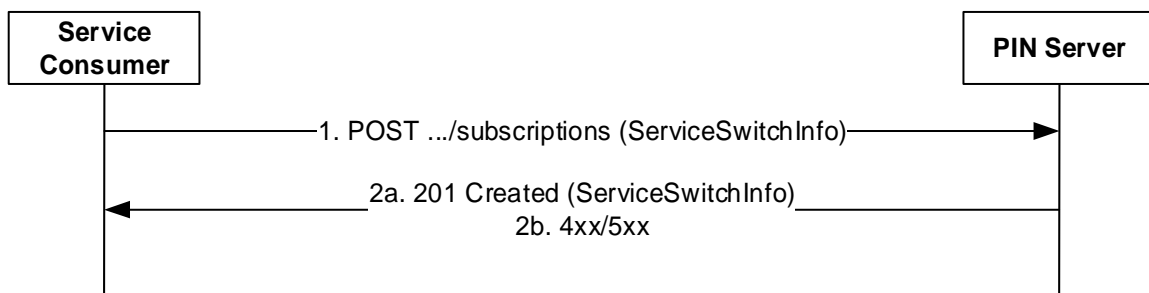 Service
Consumer
PIN Server
1. POST .../subscriptions (ServiceSwitchInfo)
2a. 201 Created (ServiceSwitchInfo)
2b. 4xx/5xx